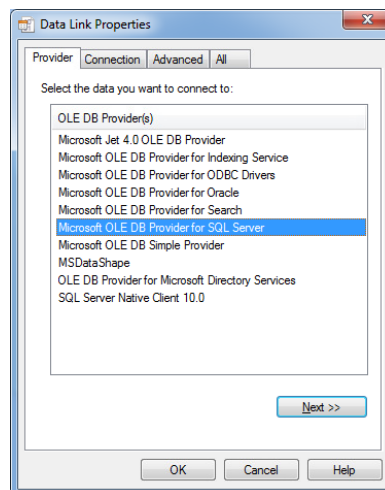 Data Link Properties
Provider Connection Advanced All
Select the data you want to connect to:
OLE DB Provider(s)
Microsoft Jet 4.0 OLE DB Provider
Microsoft OLE DB Provider for Indexing Service
Microsoft OLE DB Provider for ODBC Drivers
Microsoft OLE DB Provider for Oracle
Microsoft OLE DB Provider for Search
Microsoft OLE DB Provider for SQL Server
Microsoft OLE DB Simple Provider
MSDataShape
OLE DB Provider for Microsoft Directory Services
SQL Server Native Client 10.0
Next >>
OK Cancel Help